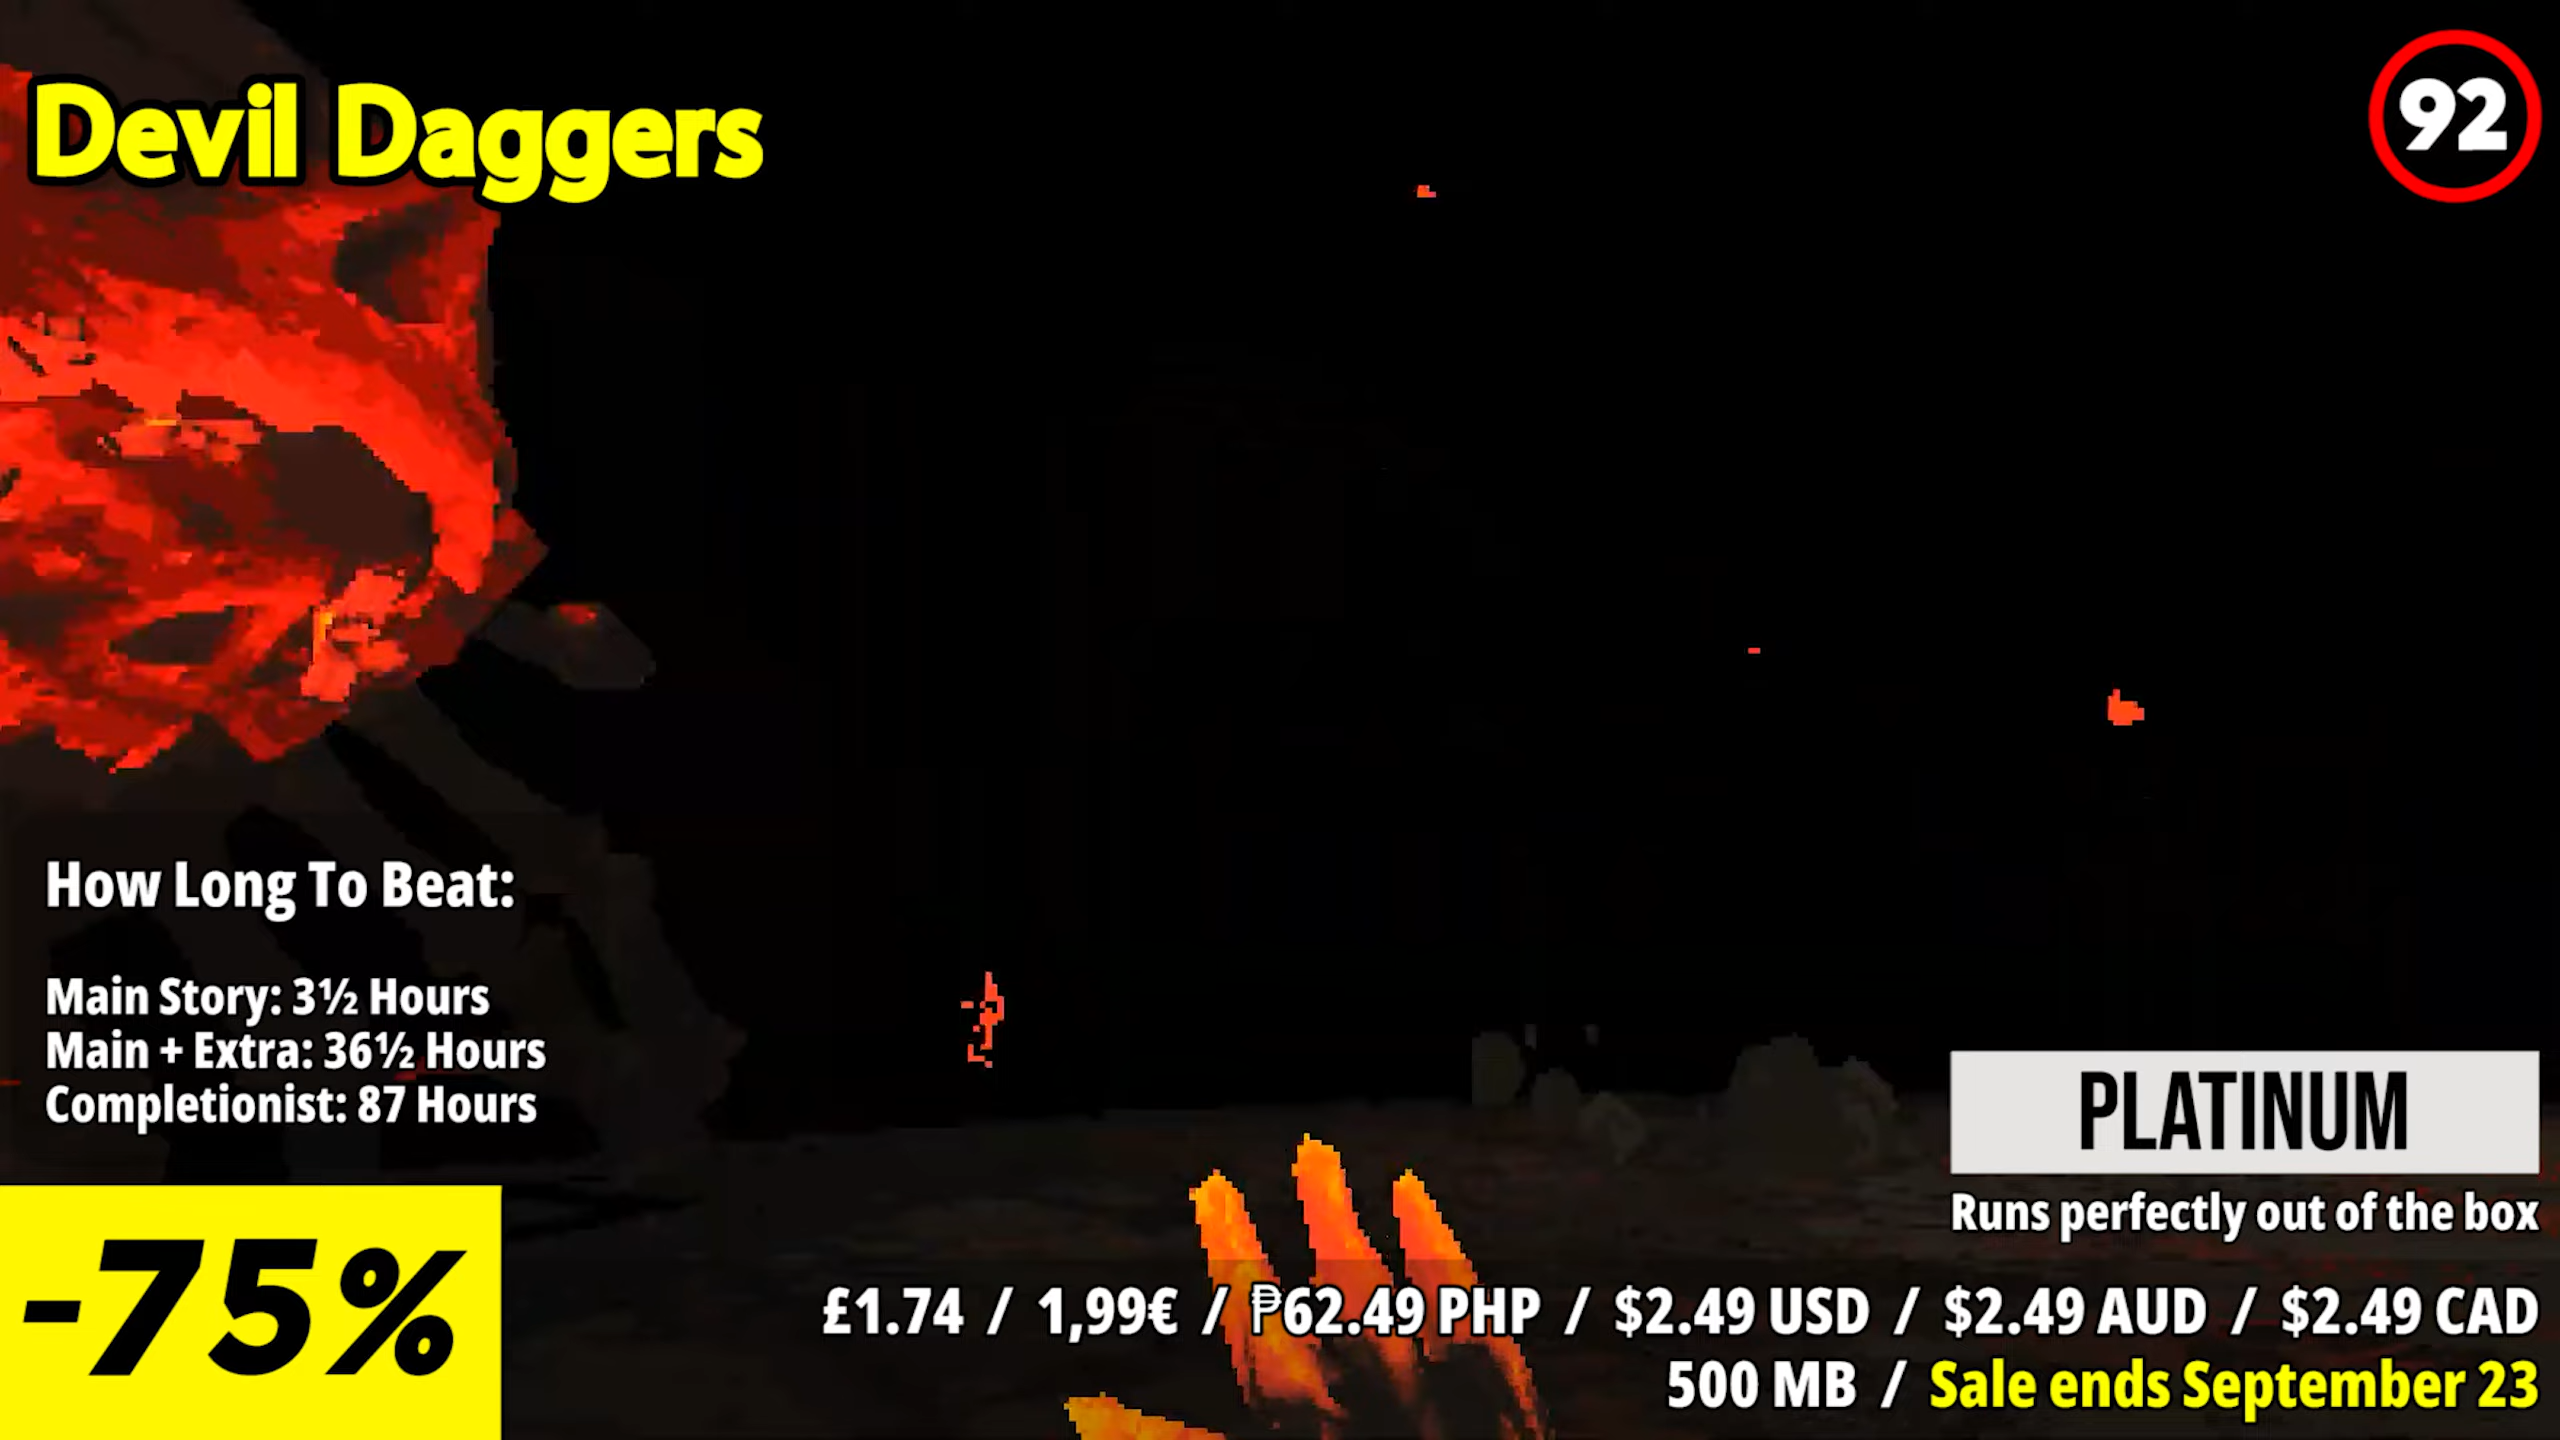 Devil Daggers
92
How Long To Beat:
Main Story: 3½ Hours
Main + Extra: 36½ Hours
Completionist: 87 Hours
PLATINUM
Runs perfectly out of the box
-75%
£1.74 / 1,99€ / ₱62.49 PHP / $2.49 USD / $2.49 AUD / $2.49 CAD
500 MB / Sale ends September 23